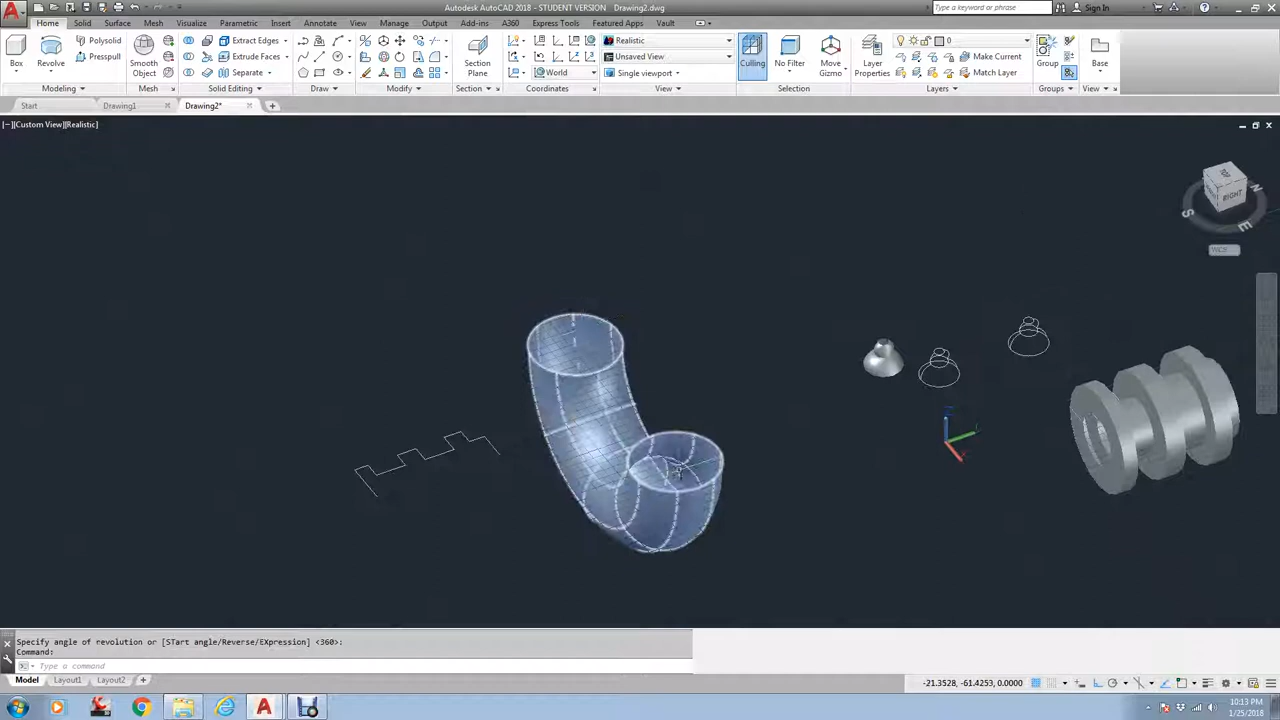 Autodesk AutoCAD 2018 - STUDENT VERSION Drawing2.dwg
Type a keyword or phrase
Sign In
Home Solid Surface Mesh Visualize Parametric Insert Annotate View Manage Output Add-ins A360 Express Tools Featured Apps Vault
Polysolid Extract Edges Realistic 0
Presspull Extrude Faces Unsaved View Make Current
Box Revolve Smooth Object Separate Section Plane World Single viewport Culling No Filter Move Gizmo Layer Properties Match Layer Group Base
Modeling Mesh Solid Editing Draw Modify Section Coordinates View Selection Layers Groups View
Start Drawing1 Drawing2*
[−][Custom View][Realistic]
TOP
RIGHT
N
S
E
WCS
Specify angle of revolution or [STart angle/Reverse/EXpression] <360>:
Command:
Type a command
Model Layout1 Layout2
-21.3528, -61.4253, 0.0000
MODEL
10:13 PM
1/25/2018